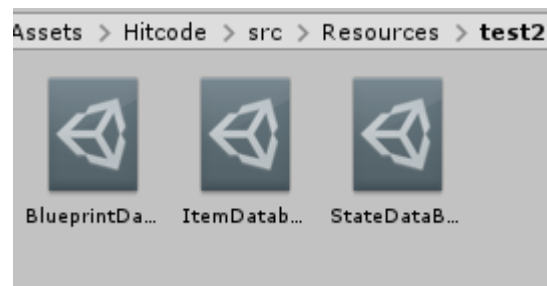 Assets > Hitcode > src > Resources > test2
BlueprintDa... ItemDatab... StateDataB...